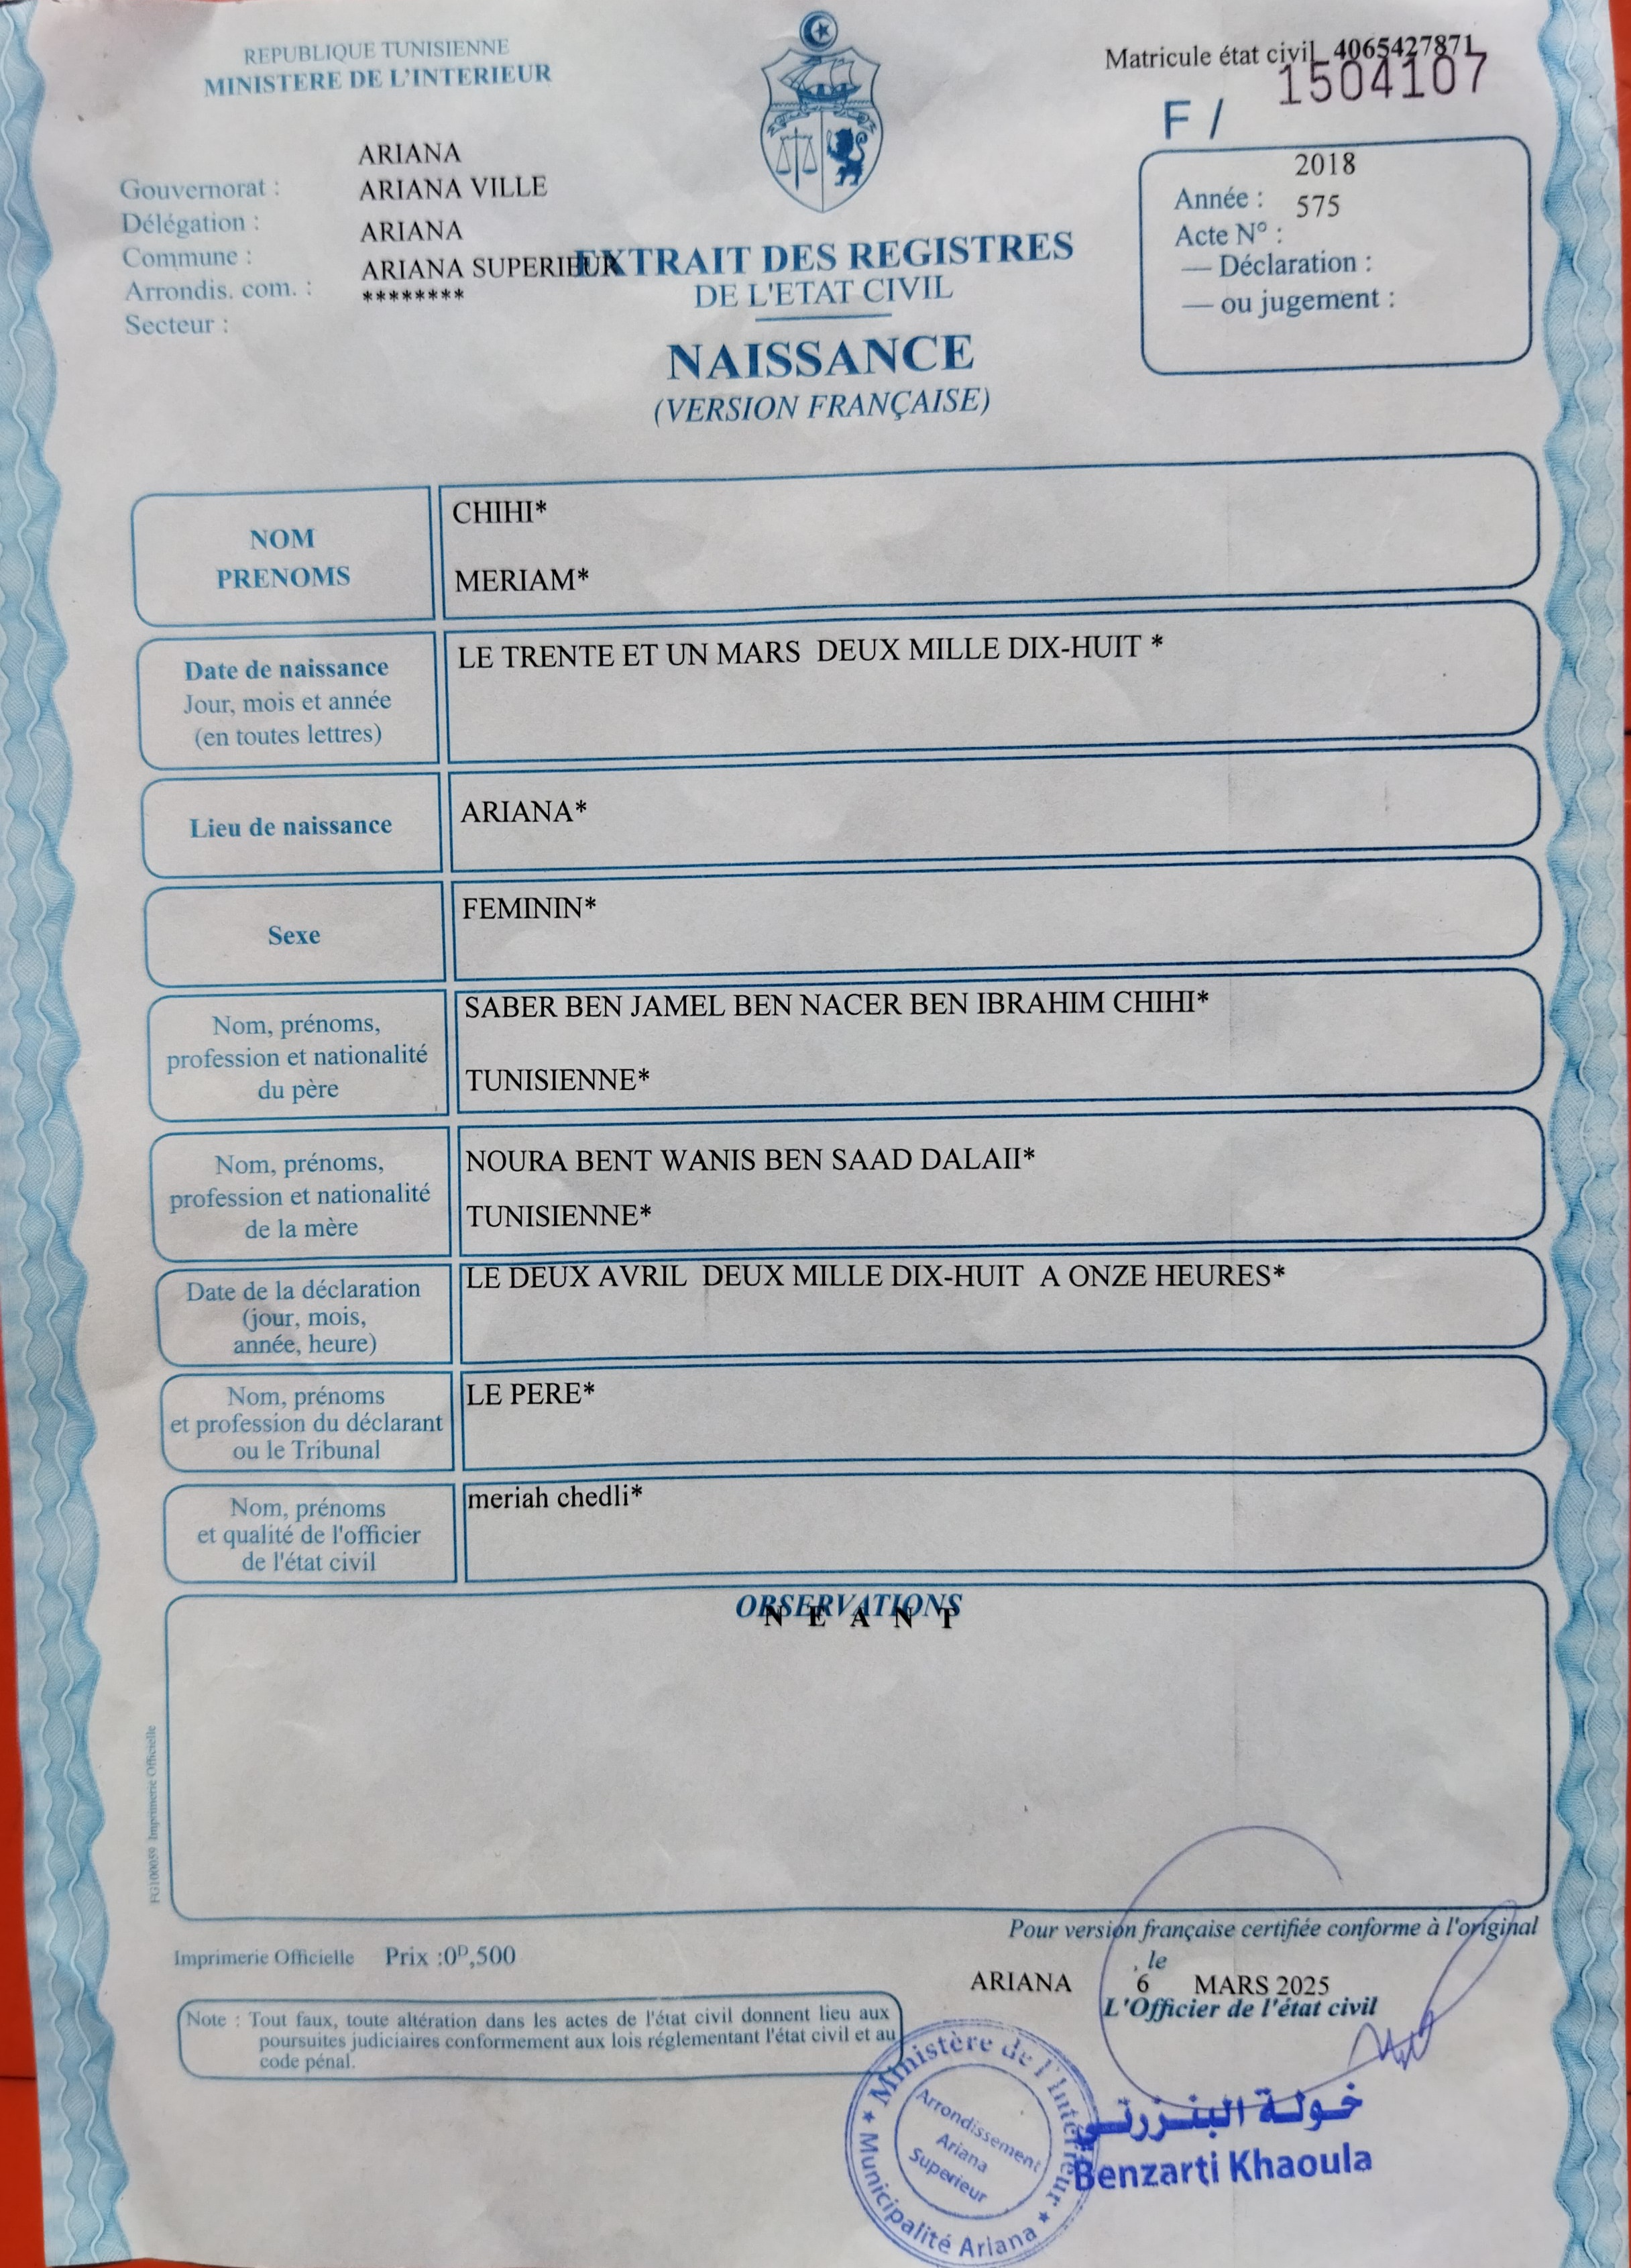 REPUBLIQUE TUNISIENNE
MINISTERE DE L'INTERIEUR
Matricule état civil 4065427871
1504107
F /
ARIANA
Gouvernorat : ARIANA VILLE
Délégation : ARIANA
Commune : ARIANA SUPERIEUR
Arrondis. com. : ********
Secteur :
2018
Année : 575
Acte N° :
— Déclaration :
— ou jugement :
EXTRAIT DES REGISTRES
DE L'ETAT CIVIL
NAISSANCE
(VERSION FRANÇAISE)
NOM
PRENOMS
CHIHI*
MERIAM*
Date de naissance
Jour, mois et année
(en toutes lettres)
LE TRENTE ET UN MARS DEUX MILLE DIX-HUIT *
Lieu de naissance
ARIANA*
Sexe
FEMININ*
Nom, prénoms,
profession et nationalité
du père
SABER BEN JAMEL BEN NACER BEN IBRAHIM CHIHI*
TUNISIENNE*
Nom, prénoms,
profession et nationalité
de la mère
NOURA BENT WANIS BEN SAAD DALAII*
TUNISIENNE*
Date de la déclaration
(jour, mois,
année, heure)
LE DEUX AVRIL DEUX MILLE DIX-HUIT A ONZE HEURES*
Nom, prénoms
et profession du déclarant
ou le Tribunal
LE PERE*
Nom, prénoms
et qualité de l'officier
de l'état civil
meriah chedli*
OBSERVATIONS
N E A N T
FG100059 Imprimerie Officielle
Pour version française certifiée conforme à l'original
Imprimerie Officielle Prix :0D,500
, le
ARIANA 6 MARS 2025
L'Officier de l'état civil
Note : Tout faux, toute altération dans les actes de l'état civil donnent lieu aux
poursuites judiciaires conformement aux lois réglementant l'état civil et au
code pénal.
★ Ministère de l'Intérieur ★
Municipalité Ariana
Arrondissement
Ariana
Superieur
خولة البنزرتي
Benzarti Khaoula